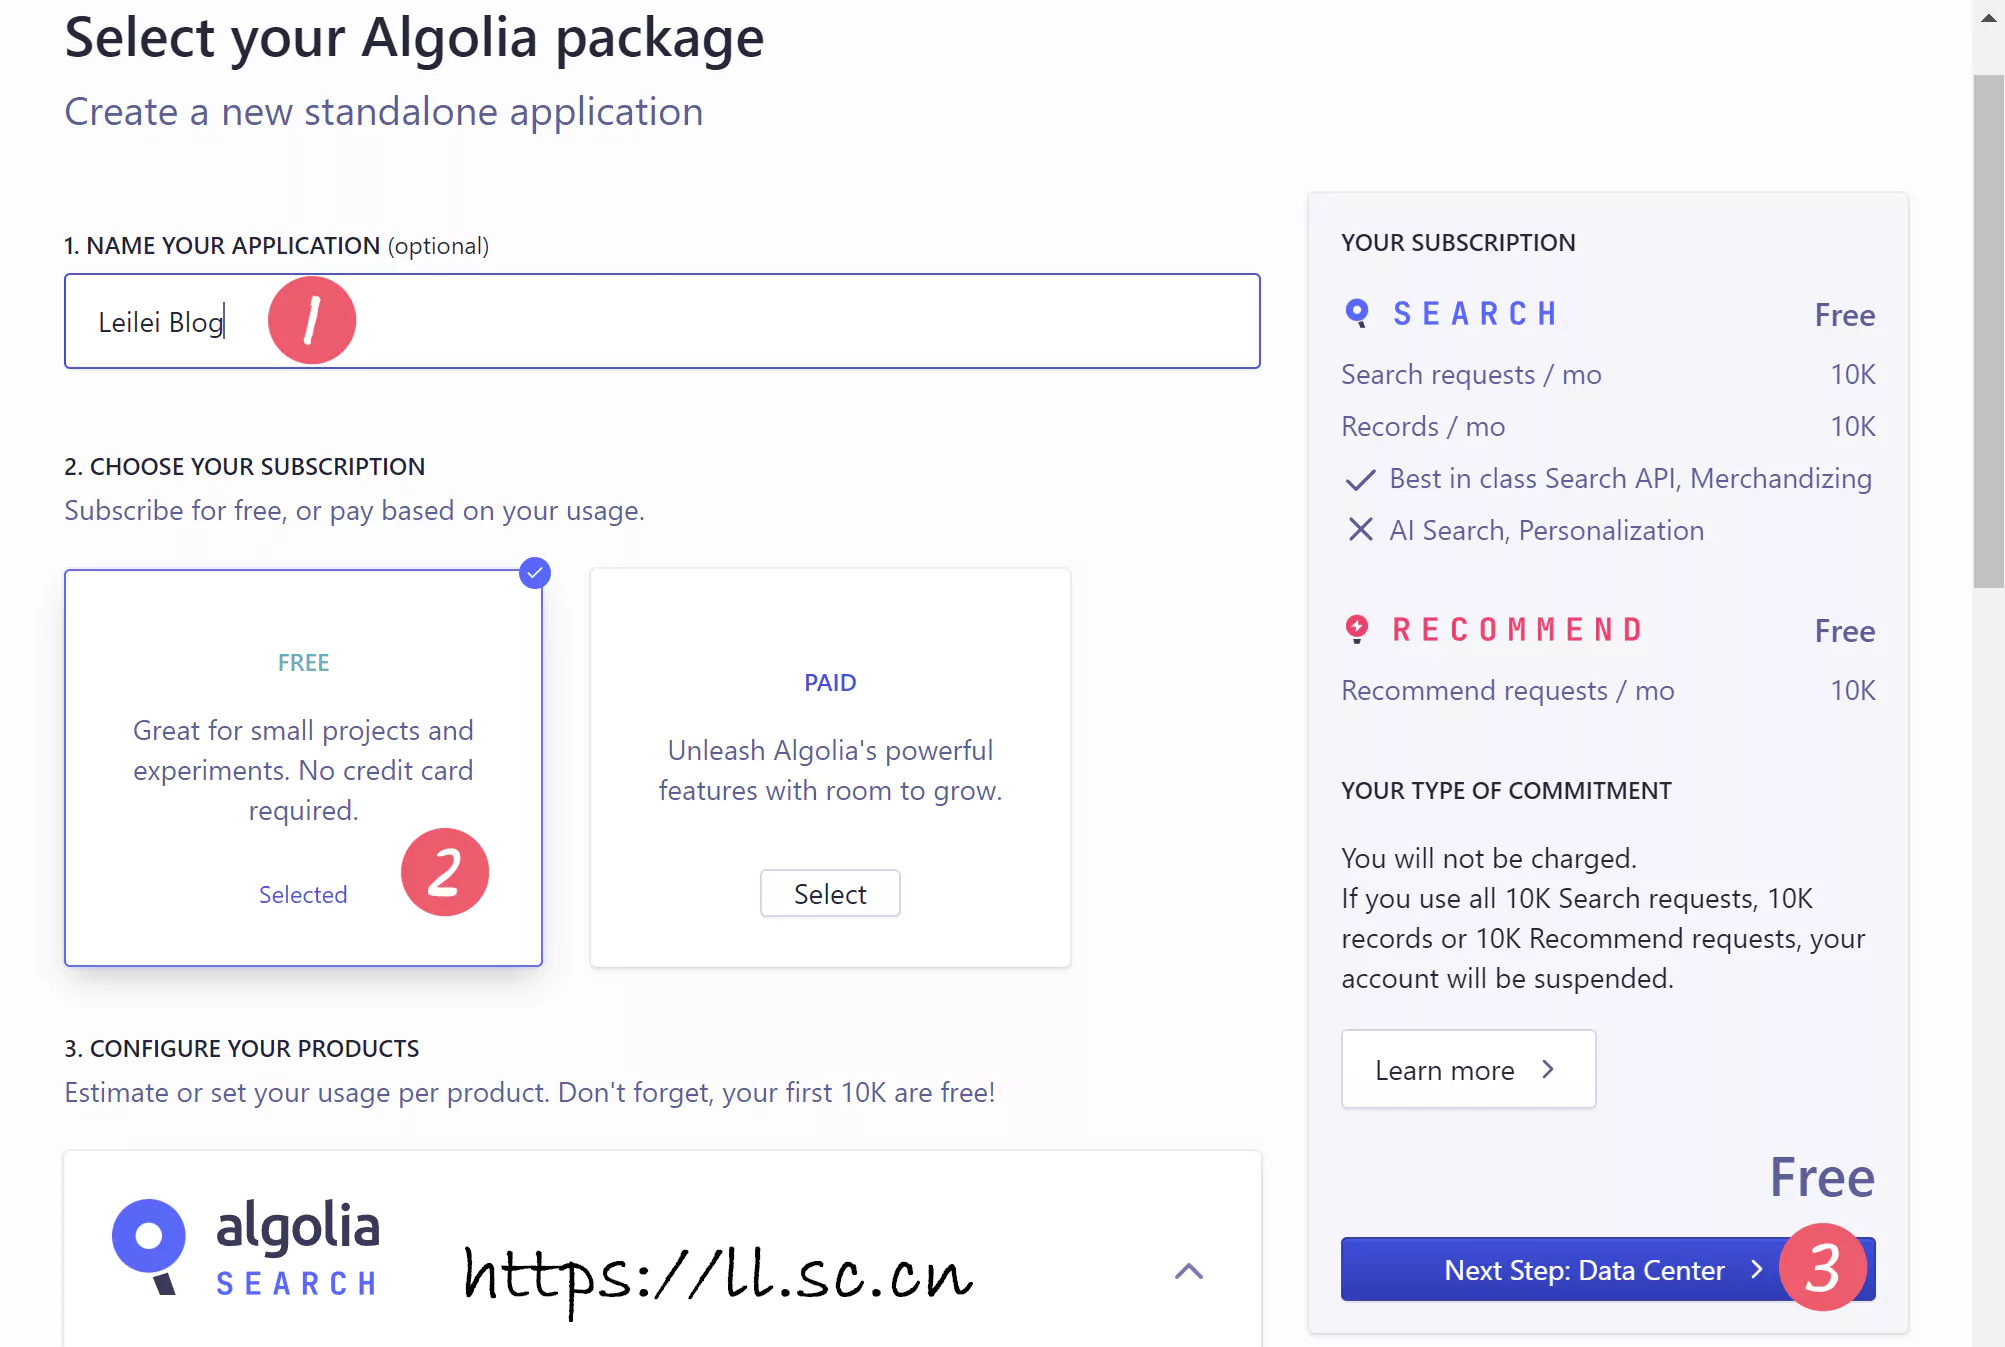 Select your Algolia package
Create a new standalone application
1. NAME YOUR APPLICATION (optional)
Leilei Blog
1
2. CHOOSE YOUR SUBSCRIPTION
Subscribe for free, or pay based on your usage.
FREE
Great for small projects and
experiments. No credit card
required.
Selected
2
PAID
Unleash Algolia's powerful
features with room to grow.
Select
3. CONFIGURE YOUR PRODUCTS
Estimate or set your usage per product. Don't forget, your first 10K are free!
algolia
SEARCH
https://ll.sc.cn
YOUR SUBSCRIPTION
SEARCH Free
Search requests / mo 10K
Records / mo 10K
Best in class Search API, Merchandizing
AI Search, Personalization
RECOMMEND Free
Recommend requests / mo 10K
YOUR TYPE OF COMMITMENT
You will not be charged.
If you use all 10K Search requests, 10K
records or 10K Recommend requests, your
account will be suspended.
Learn more
Free
Next Step: Data Center
3